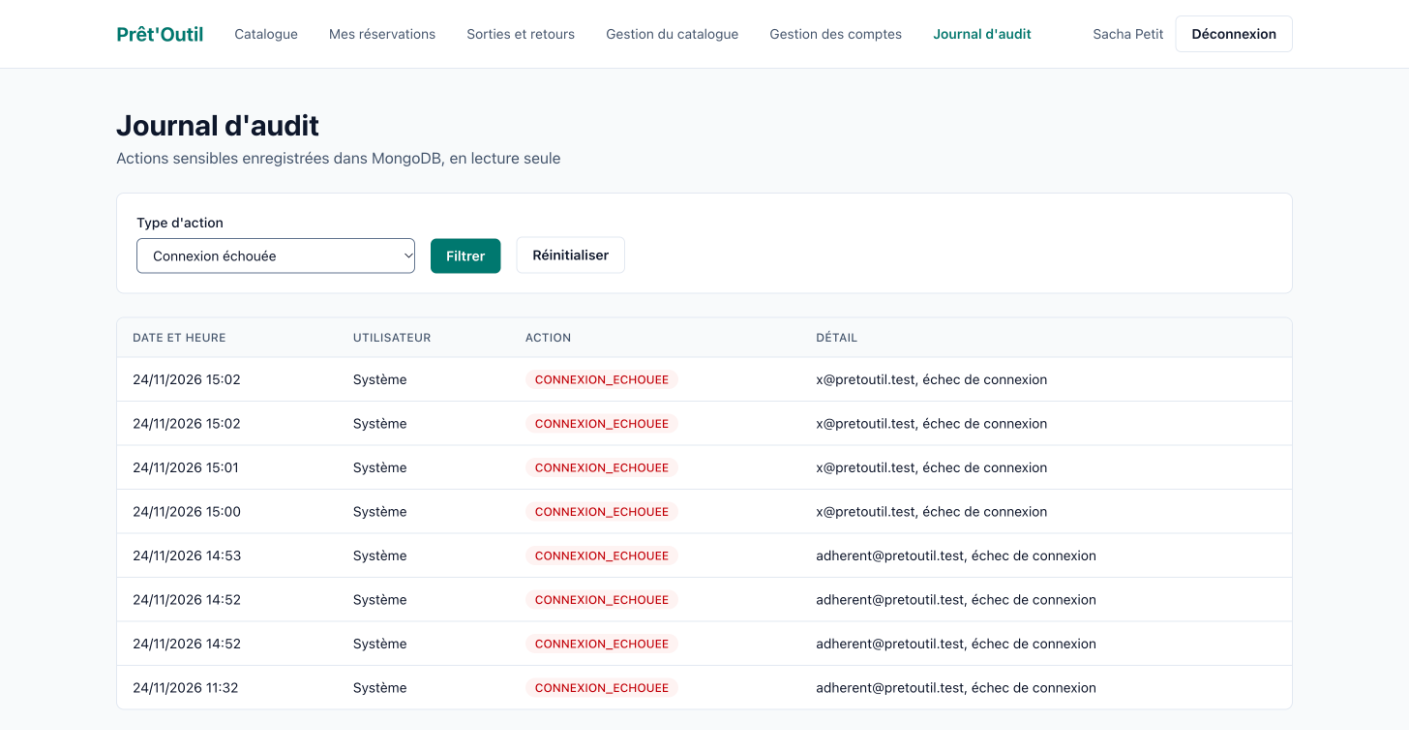 Prêt'Outil Catalogue Mes réservations Sorties et retours Gestion du catalogue Gestion des comptes Journal d'audit Sacha Petit Déconnexion
Journal d'audit
Actions sensibles enregistrées dans MongoDB, en lecture seule
Type d'action
Connexion échouée Filtrer Réinitialiser
DATE ET HEURE UTILISATEUR ACTION DÉTAIL
24/11/2026 15:02 Système CONNEXION_ECHOUEE x@pretoutil.test, échec de connexion
24/11/2026 15:02 Système CONNEXION_ECHOUEE x@pretoutil.test, échec de connexion
24/11/2026 15:01 Système CONNEXION_ECHOUEE x@pretoutil.test, échec de connexion
24/11/2026 15:00 Système CONNEXION_ECHOUEE x@pretoutil.test, échec de connexion
24/11/2026 14:53 Système CONNEXION_ECHOUEE adherent@pretoutil.test, échec de connexion
24/11/2026 14:52 Système CONNEXION_ECHOUEE adherent@pretoutil.test, échec de connexion
24/11/2026 14:52 Système CONNEXION_ECHOUEE adherent@pretoutil.test, échec de connexion
24/11/2026 11:32 Système CONNEXION_ECHOUEE adherent@pretoutil.test, échec de connexion